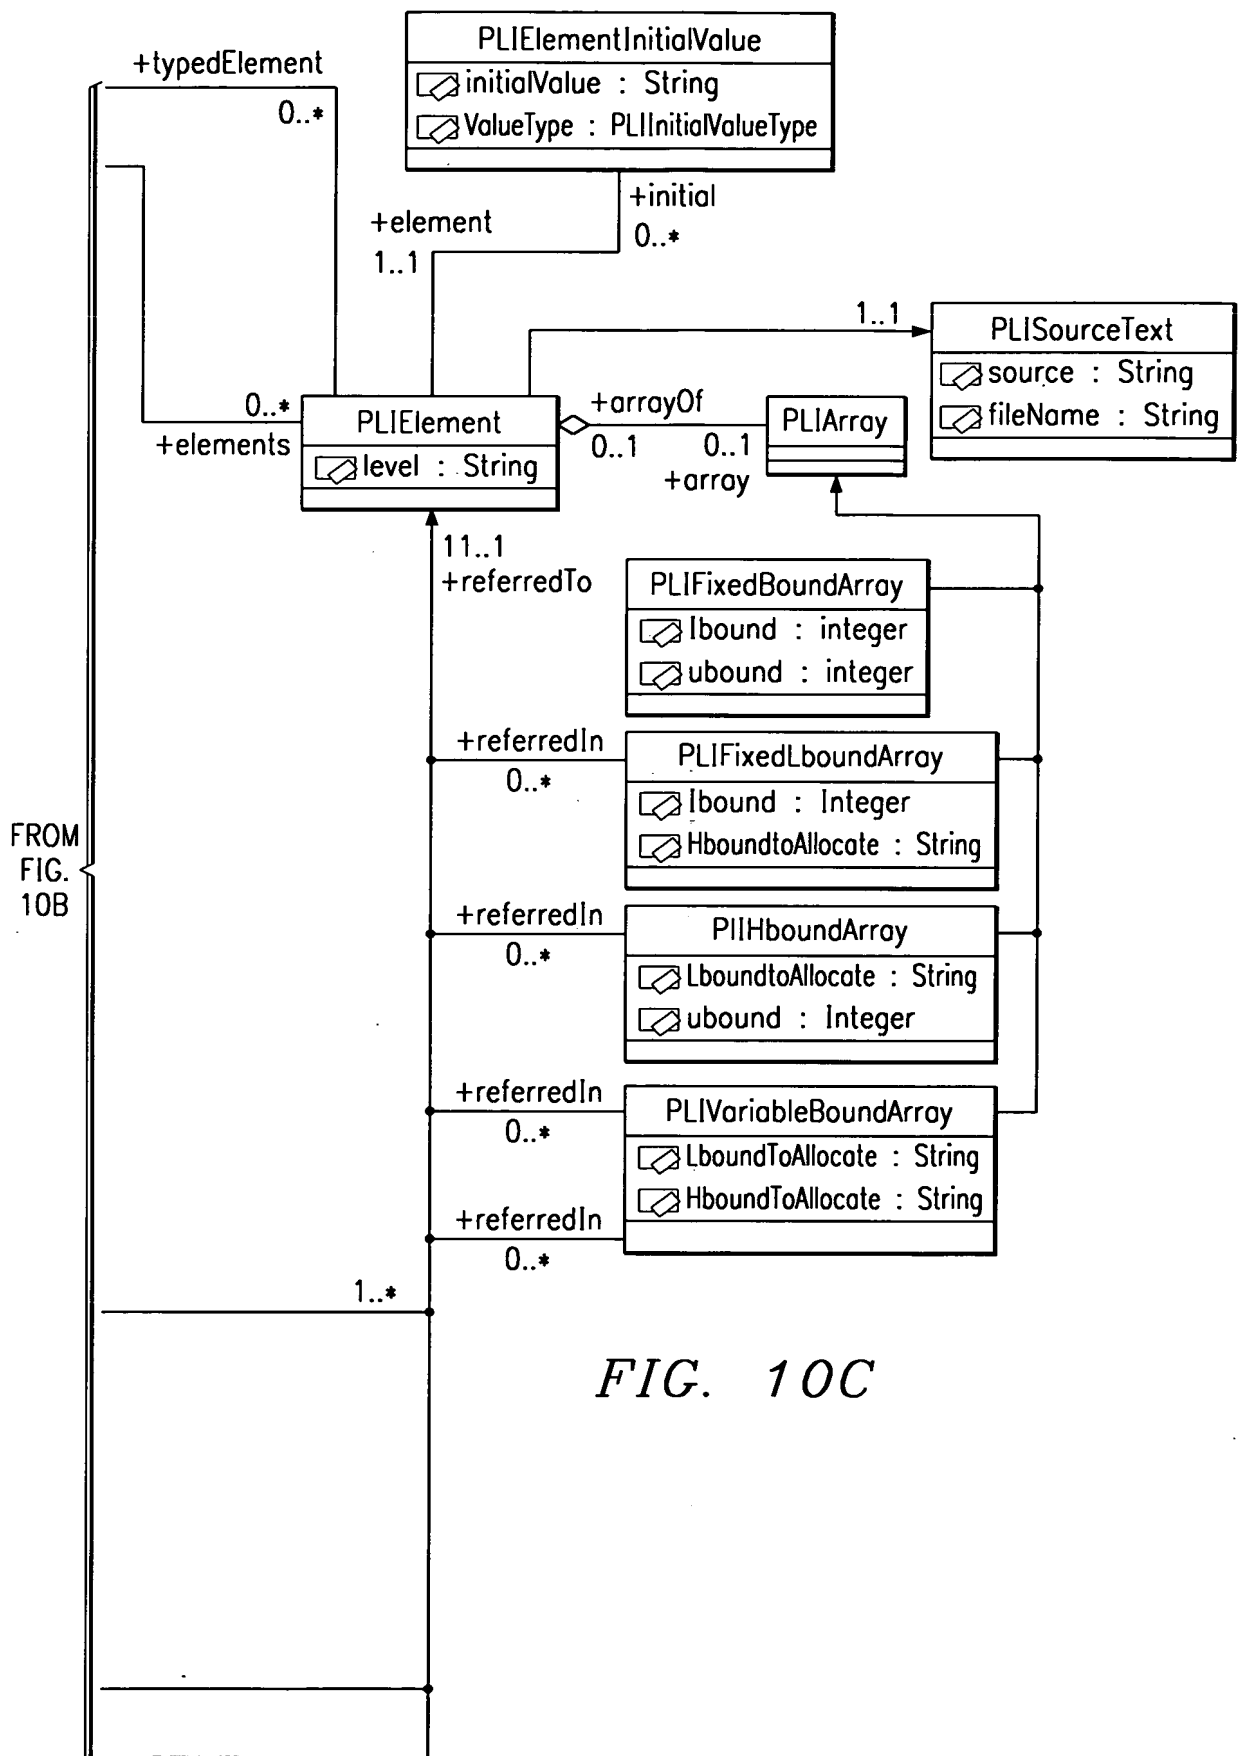 PLIElementInitialValue
initialValue : String
ValueType : PLIInitialValueType
+typedElement
0..*
+initial
0..*
+element
1..1
1..1
PLISourceText
source : String
fileName : String
0..*
+elements
PLIElement
level : String
+arrayOf
0..1
0..1
+array
PLIArray
11..1
+referredTo
PLIFixedBoundArray
Ibound : integer
ubound : integer
+referredIn
0..*
PLIFixedLboundArray
Ibound : Integer
HboundtoAllocate : String
FROM
FIG.
10B
+referredIn
0..*
PIIHboundArray
LboundtoAllocate : String
ubound : Integer
+referredIn
0..*
PLIVariableBoundArray
LboundToAllocate : String
HboundToAllocate : String
+referredIn
0..*
1..*
FIG. 10C